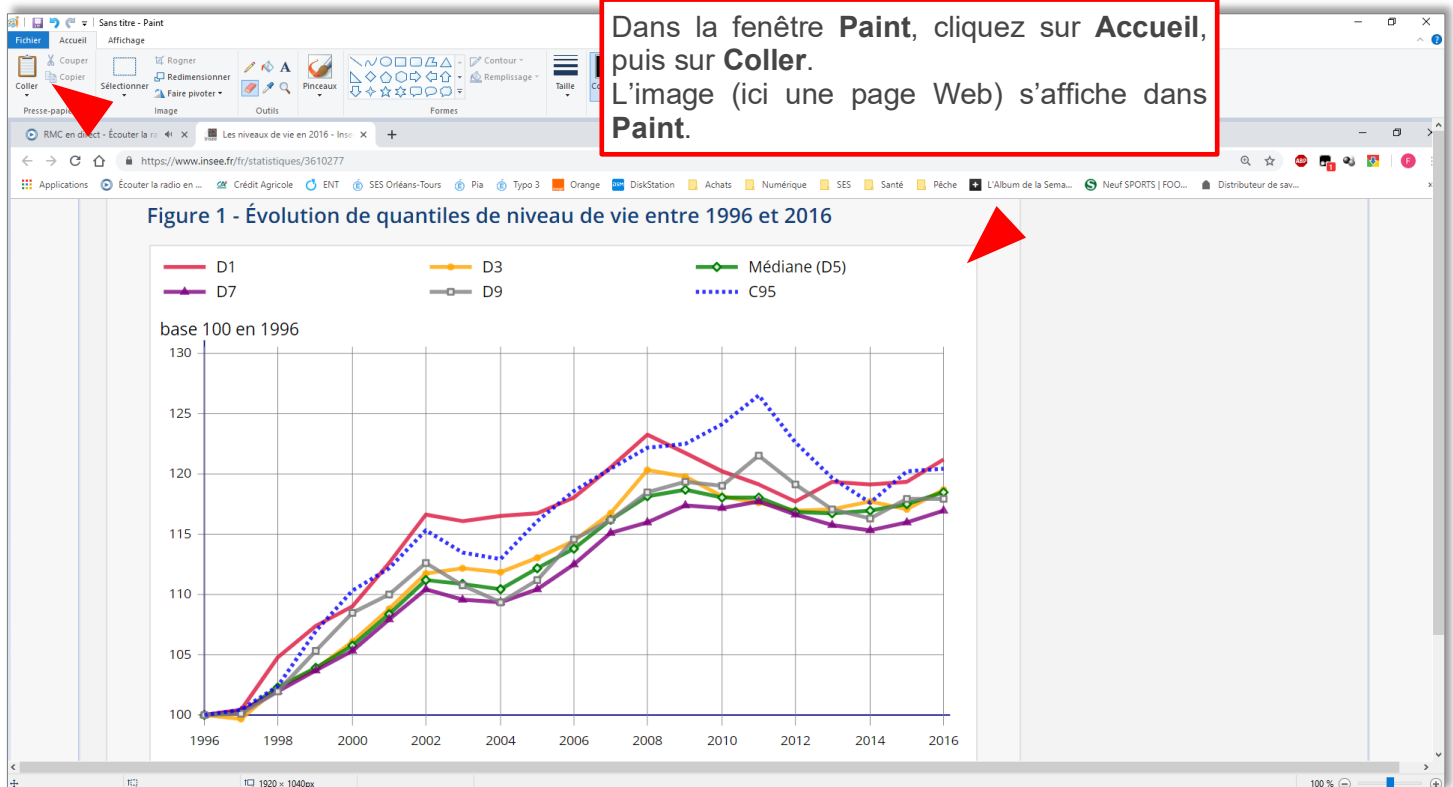 Sans titre - Paint
Fichier Accueil Affichage
Coller
Couper
Copier
Presse-papiers
Sélectionner
Rogner
Redimensionner
Faire pivoter
Image
A
Outils
Pinceaux
Contour
Remplissage
Formes
Taille
Dans la fenêtre Paint, cliquez sur Accueil,
puis sur Coller.
L’image (ici une page Web) s’affiche dans
Paint.
RMC en direct - Écouter la ra Les niveaux de vie en 2016 - Inse
https://www.insee.fr/fr/statistiques/3610277
ABP 1 F
Applications Écouter la radio en ... Crédit Agricole ENT SES Orléans-Tours Pia Typo 3 Orange DiskStation Achats Numérique SES Santé Pêche L'Album de la Sema... Neuf SPORTS | FOO... Distributeur de sav...
Figure 1 - Évolution de quantiles de niveau de vie entre 1996 et 2016
D1 D3 Médiane (D5)
D7 D9 C95
base 100 en 1996
130
125
120
115
110
105
100
1996 1998 2000 2002 2004 2006 2008 2010 2012 2014 2016
1920 × 1040px 100 %